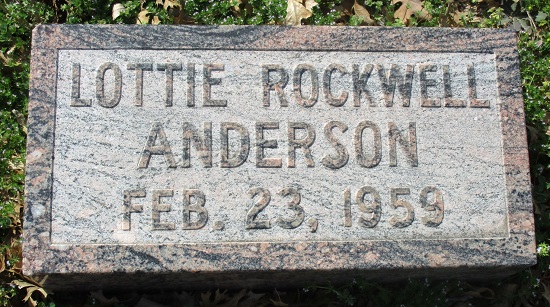 LOTTIE ROCKWELL
ANDERSON
FEB. 23, 1959